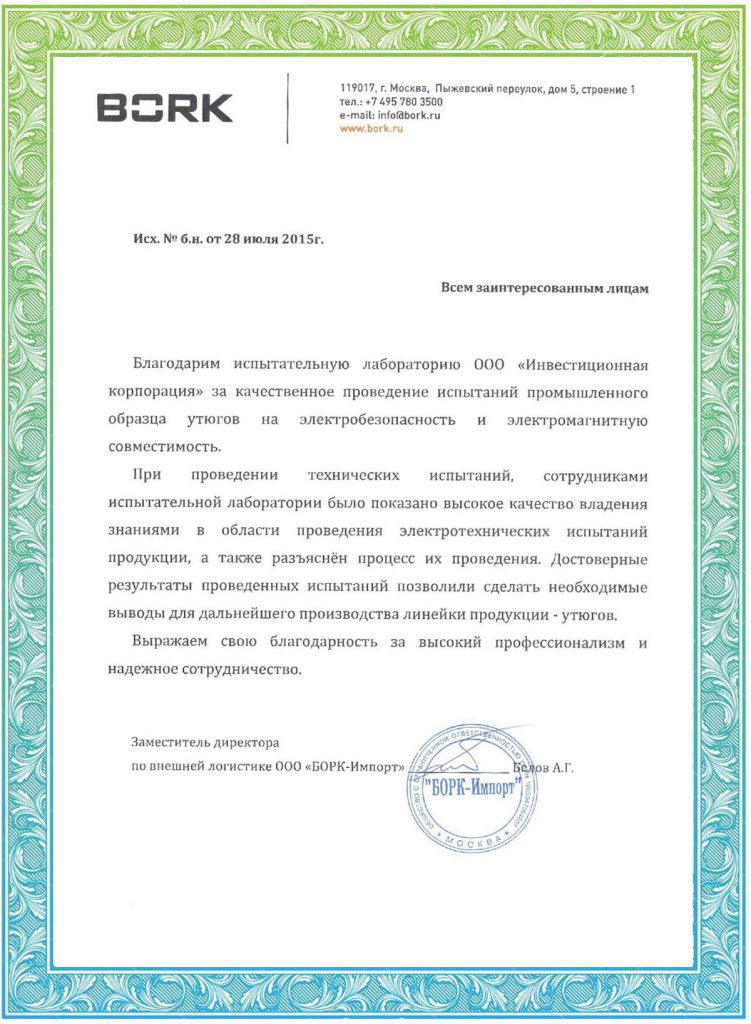 BORK
119017, г. Москва, Пыжевский переулок, дом 5, строение 1
тел.: +7 495 780 3500
e-mail: info@bork.ru
www.bork.ru
Исх. № б.н. от 28 июля 2015г.
Всем заинтересованным лицам
Благодарим испытательную лабораторию ООО «Инвестиционная
корпорация» за качественное проведение испытаний промышленного
образца утюгов на электробезопасность и электромагнитную
совместимость.
При проведении технических испытаний, сотрудниками
испытательной лаборатории было показано высокое качество владения
знаниями в области проведения электротехнических испытаний
продукции, а также разъяснён процесс их проведения. Достоверные
результаты проведенных испытаний позволили сделать необходимые
выводы для дальнейшего производства линейки продукции - утюгов.
Выражаем свою благодарность за высокий профессионализм и
надежное сотрудничество.
Заместитель директора
по внешней логистике ООО «БОРК-Импорт» Белов А.Г.
ОБЩЕСТВО С ОГРАНИЧЕННОЙ ОТВЕТСТВЕННОСТЬЮ
"БОРК-Импорт"
* МОСКВА *